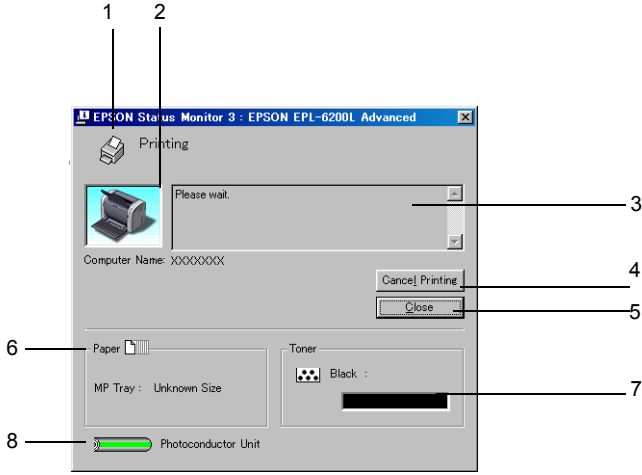 1 2
EPSON Status Monitor 3 : EPSON EPL-6200L Advanced
Printing
Please wait.
3
Computer Name: XXXXXXX
4
Cancel Printing
Close
5
6
Paper
Toner
Black :
MP Tray : Unknown Size
7
8
Photoconductor Unit